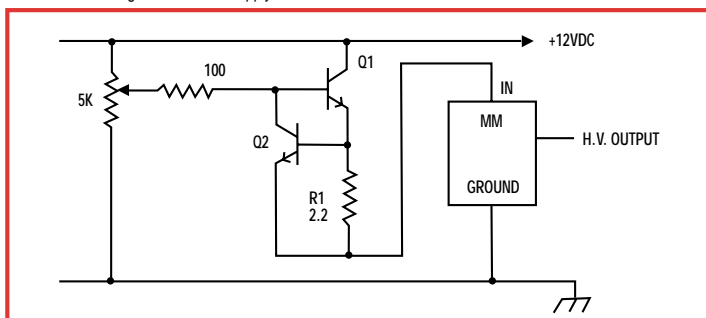 +12VDC
Q1
100
5K
IN
MM
Q2
H.V. OUTPUT
GROUND
R1
2.2